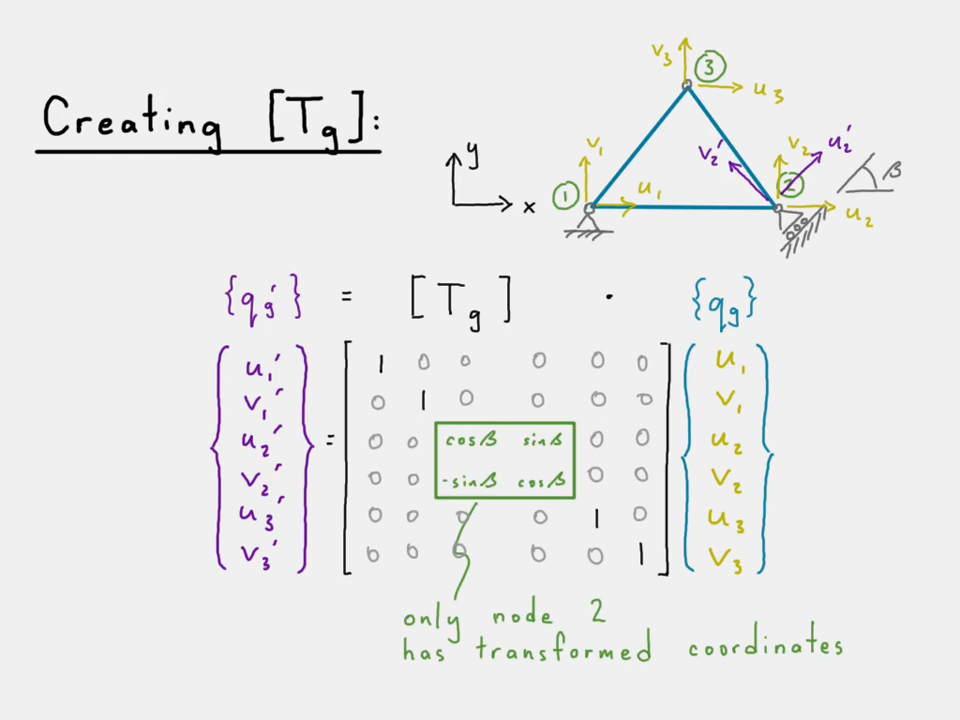 Creating [Tg]:
v3
3
u3
y
x
v1
1
u1
v2'
v2
u2'
2
u2
β
{qg'} = [Tg] · {qg}
u1' 1 0 0 0 0 0 u1
v1' 0 1 0 0 0 0 v1
u2' = 0 0 cosβ sinβ 0 0 u2
v2' 0 0 -sinβ cosβ 0 0 v2
u3' 0 0 0 0 1 0 u3
v3' 0 0 0 0 0 1 v3
only node 2
has transformed coordinates